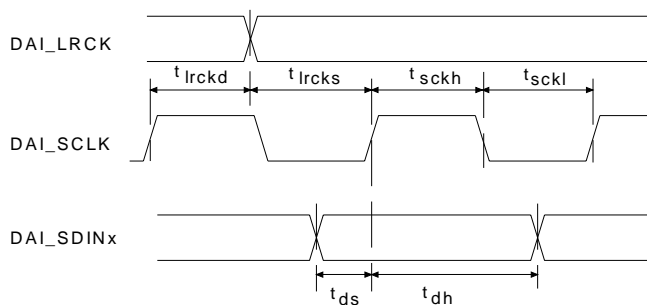 DAI_LRCK
t lrckd t lrcks t sckh t sckl
DAI_SCLK
DAI_SDINx
t ds t dh